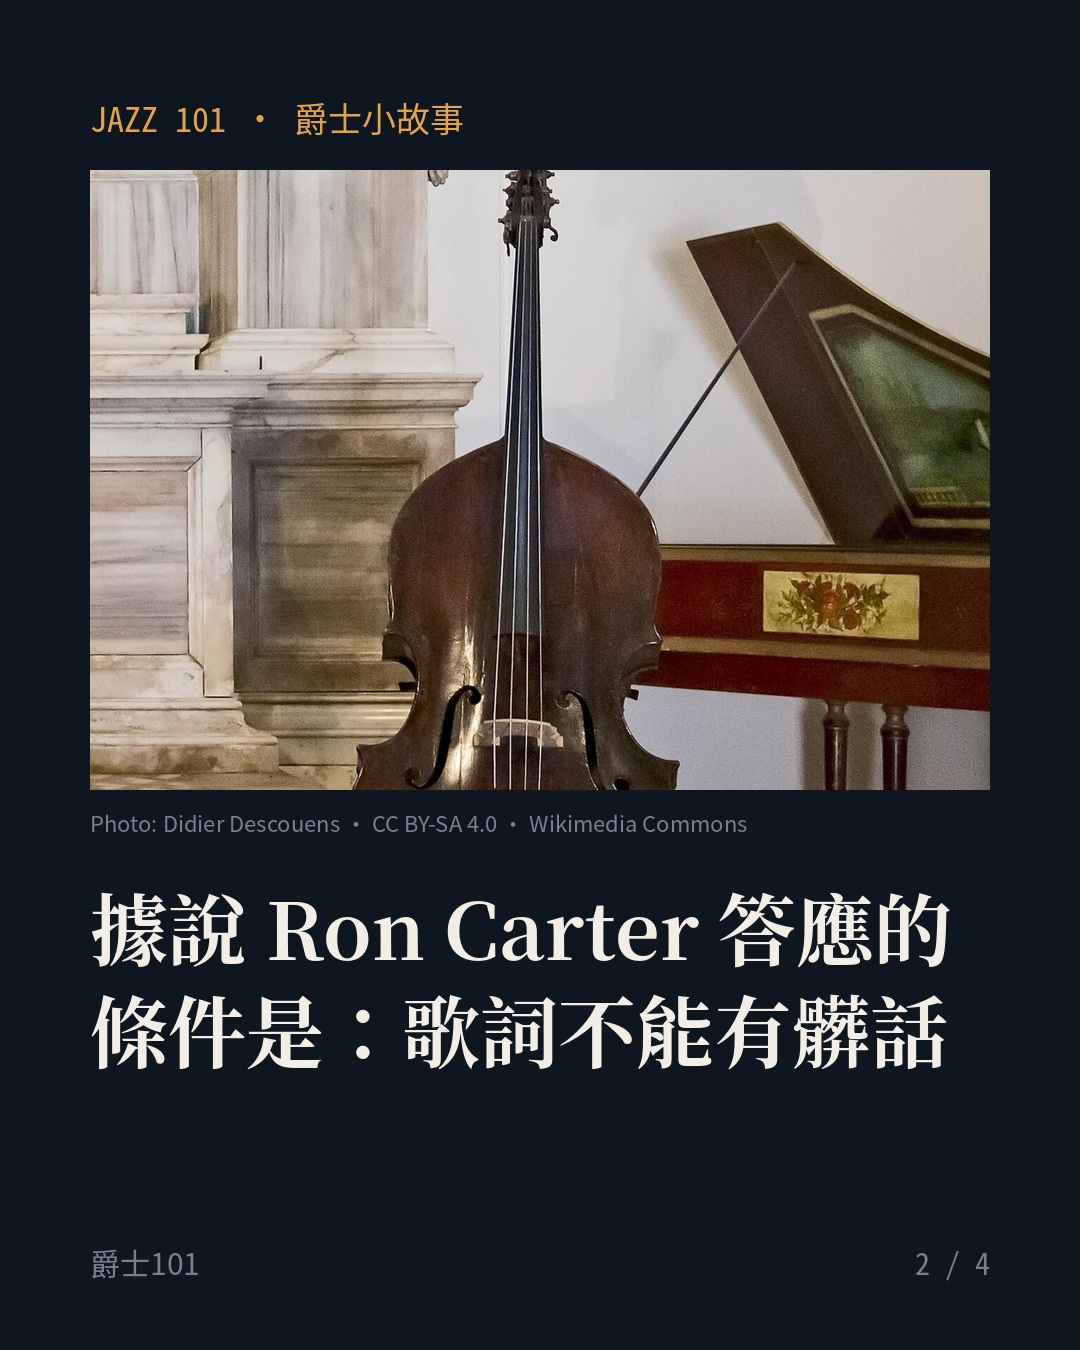 JAZZ 101 · 爵士小故事
Photo: Didier Descouens · CC BY-SA 4.0 · Wikimedia Commons
據說 Ron Carter 答應的
條件是：歌詞不能有髒話
爵士101
2 / 4